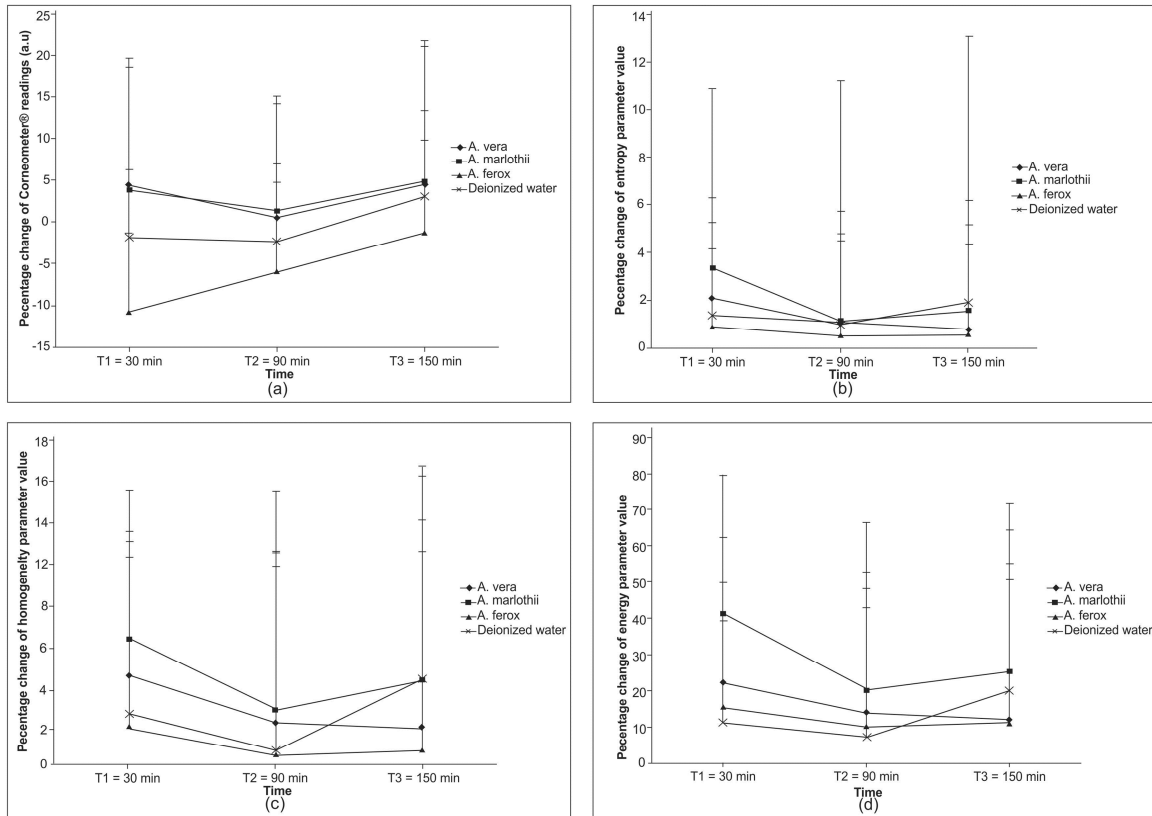 Pecentage change of Corneometer® readings (a.u)
25
20
15
10
5
0
-5
-10
-15
T1 = 30 min
T2 = 90 min
T3 = 150 min
Time
(a)
A. vera
A. marlothii
A. ferox
Deionized water
Pecentage change of entropy parameter value
14
12
10
8
6
4
2
0
T1 = 30 min
T2 = 90 min
T3 = 150 min
Time
(b)
A. vera
A. marlothii
A. ferox
Deionized water
Pecentage change of homogenelty parameter value
18
16
14
12
8
6
4
2
0
T1 = 30 min
T2 = 90 min
T3 = 150 min
Time
(c)
A. vera
A. marlothii
A. ferox
Deionized water
Pecentage change of energy parameter value
90
80
70
60
50
40
30
20
10
0
T1 = 30 min
T2 = 90 min
T3 = 150 min
Time
(d)
A. vera
A. marlothii
A. ferox
Deionized water